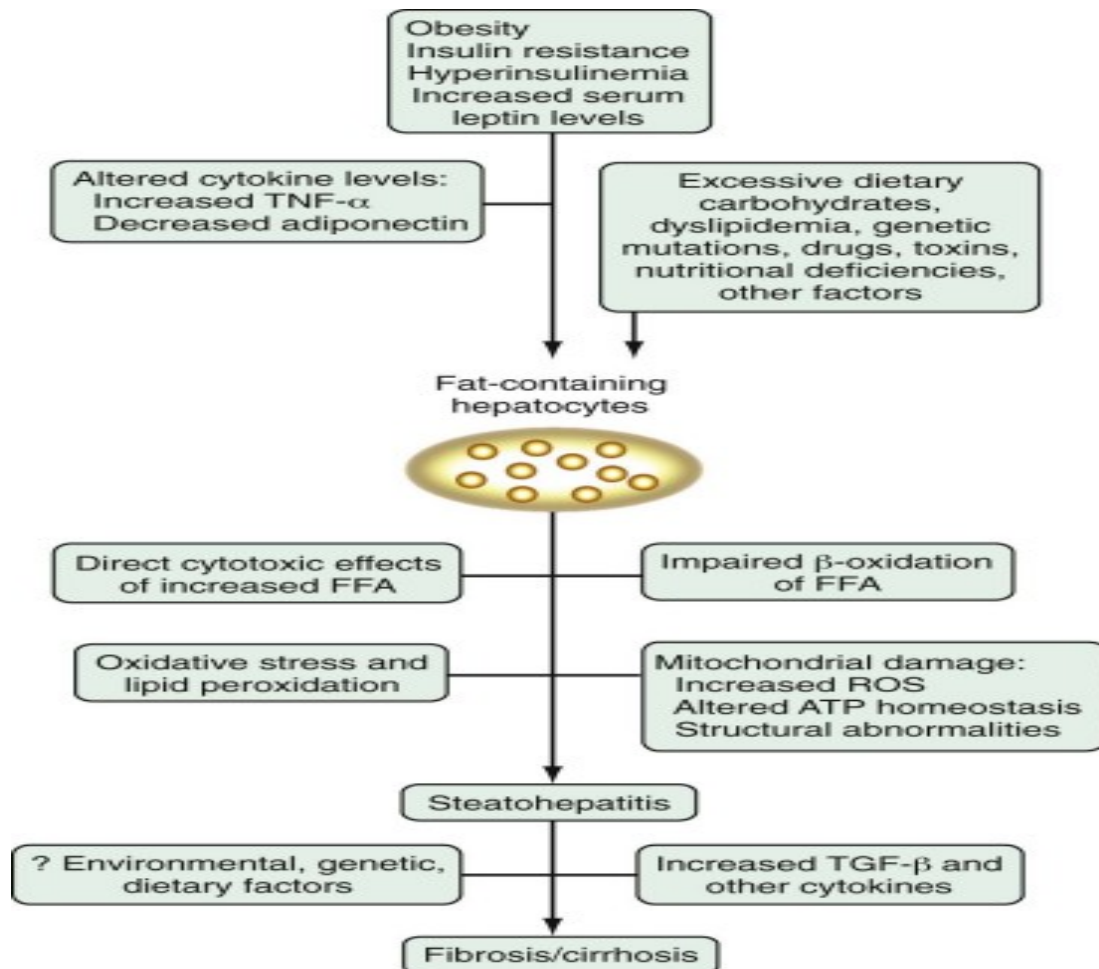 Obesity
Insulin resistance
Hyperinsulinemia
Increased serum
leptin levels
Altered cytokine levels:
Increased TNF-α
Decreased adiponectin
Excessive dietary
carbohydrates,
dyslipidemia, genetic
mutations, drugs, toxins,
nutritional deficiencies,
other factors
Fat-containing
hepatocytes
Direct cytotoxic effects
of increased FFA
Impaired β-oxidation
of FFA
Oxidative stress and
lipid peroxidation
Mitochondrial damage:
Increased ROS
Altered ATP homeostasis
Structural abnormalities
Steatohepatitis
? Environmental, genetic,
dietary factors
Increased TGF-β and
other cytokines
Fibrosis/cirrhosis